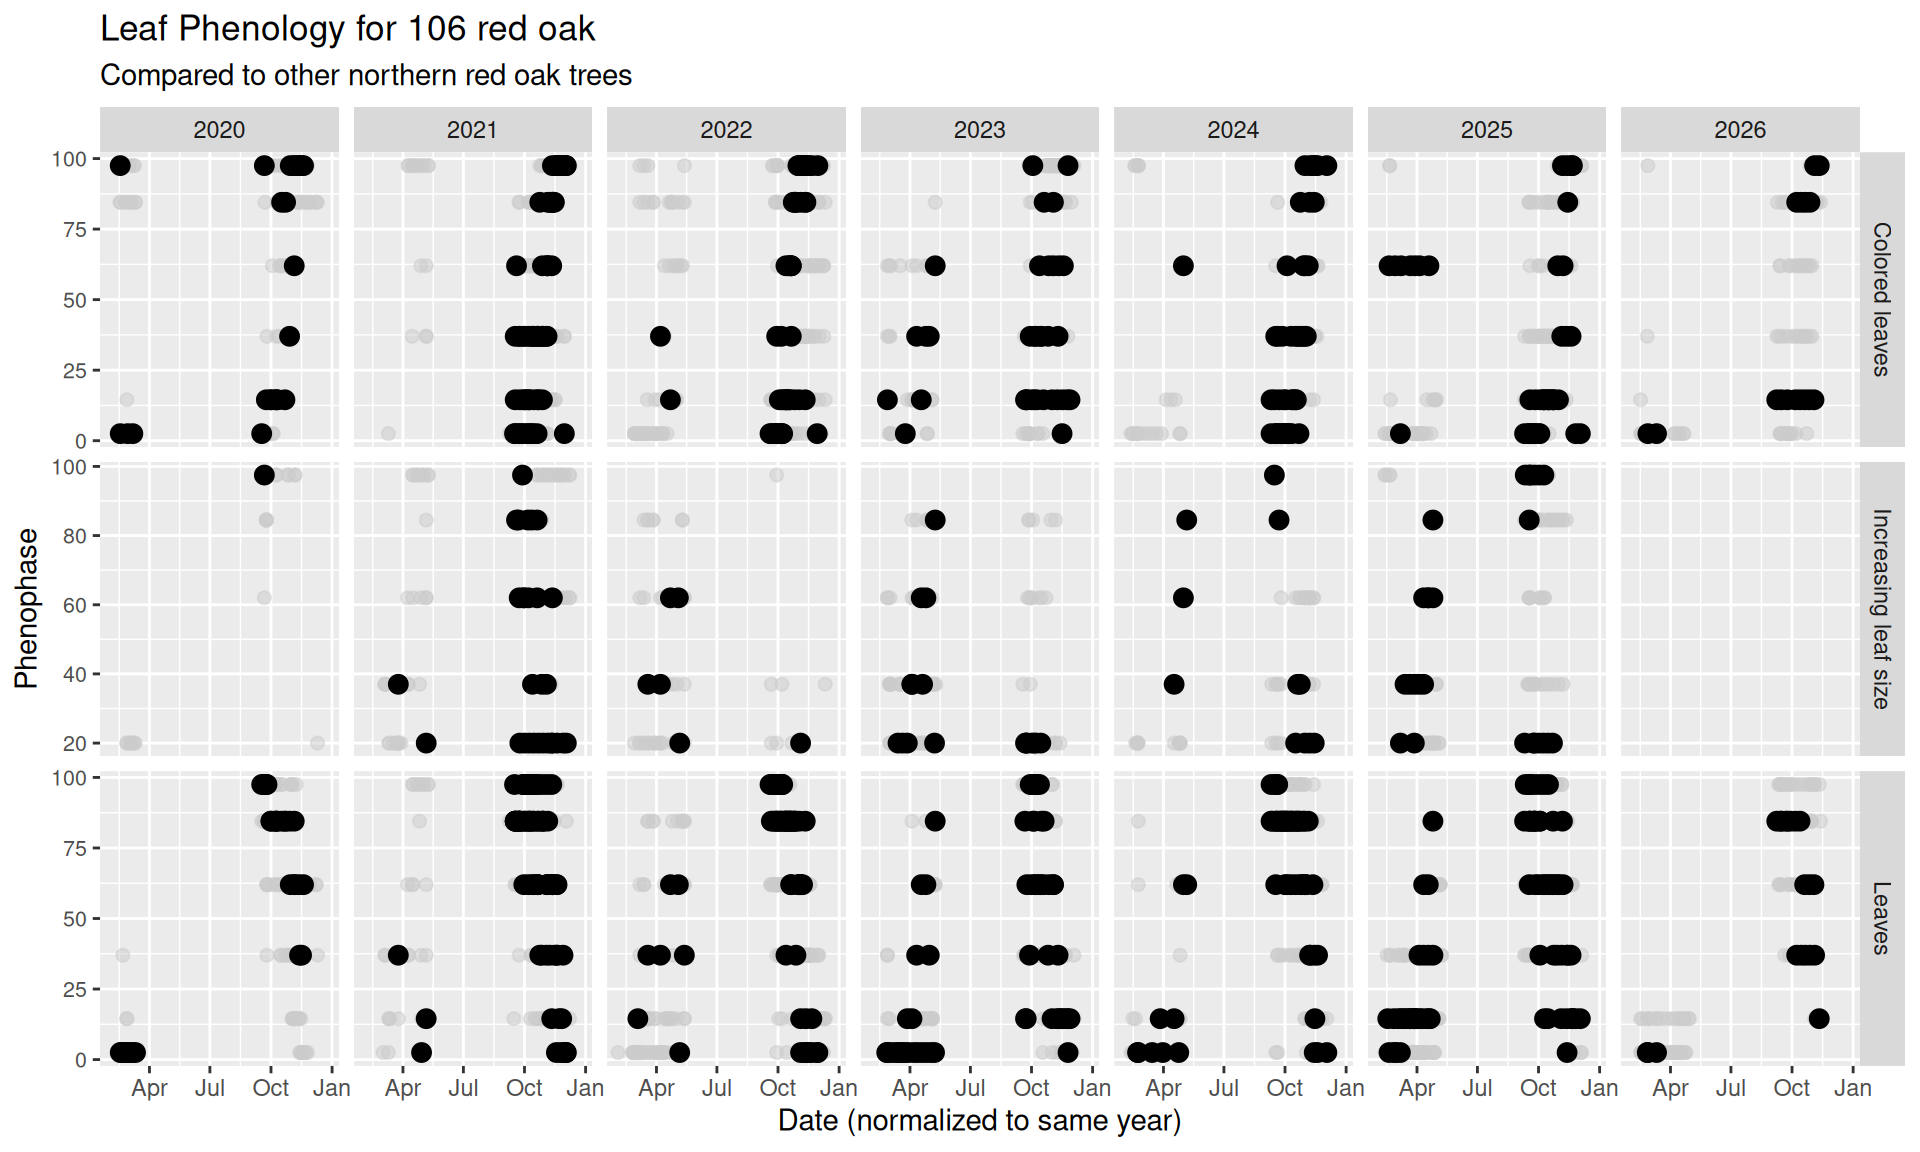 Leaf Phenology for 106 red oak
Compared to other northern red oak trees
2020 2021 2022 2023 2024 2025 2026
100
75
50
25
0
Colored leaves
100
80
60
40
20
Increasing leaf size
100
75
50
25
0
Leaves
Phenophase
Apr Jul Oct Jan Apr Jul Oct Jan Apr Jul Oct Jan Apr Jul Oct Jan Apr Jul Oct Jan Apr Jul Oct Jan Apr Jul Oct Jan
Date (normalized to same year)